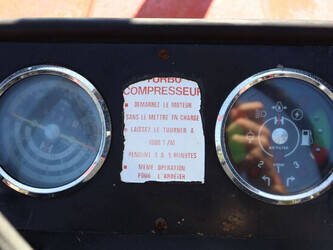 TURBO
COMPRESSEUR
• DEMARREZ LE MOTEUR
SANS LE METTRE EN CHARGE
• LAISSEZ LE TOURNER A
1000 T/M
PENDANT 3 A 5 MINUTES
• MEME OPERATION
POUR L'ARRETER